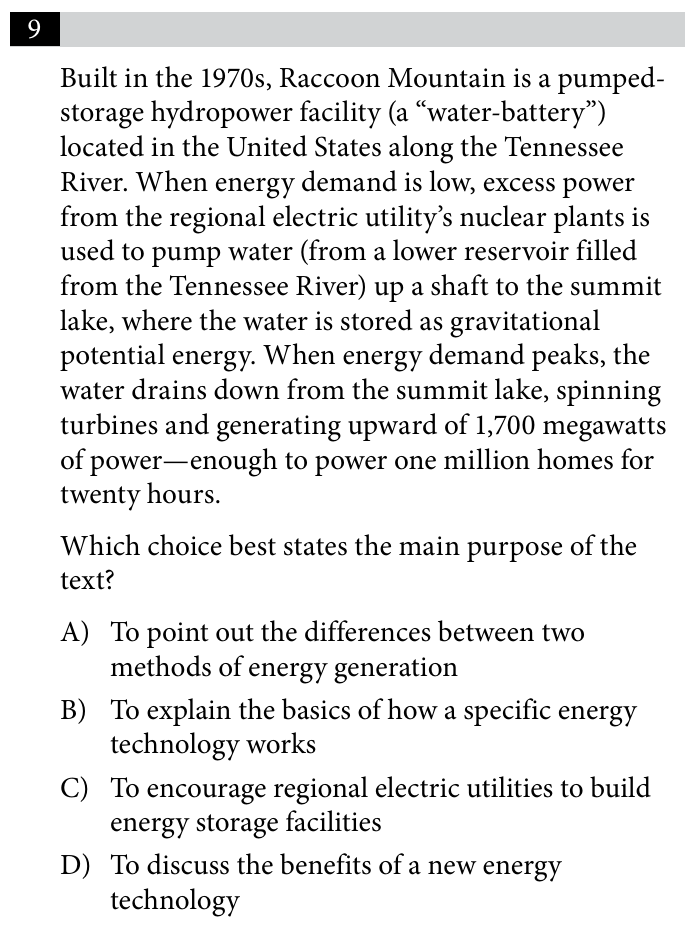 9
Built in the 1970s, Raccoon Mountain is a pumped-
storage hydropower facility (a “water-battery”)
located in the United States along the Tennessee
River. When energy demand is low, excess power
from the regional electric utility’s nuclear plants is
used to pump water (from a lower reservoir filled
from the Tennessee River) up a shaft to the summit
lake, where the water is stored as gravitational
potential energy. When energy demand peaks, the
water drains down from the summit lake, spinning
turbines and generating upward of 1,700 megawatts
of power—enough to power one million homes for
twenty hours.
Which choice best states the main purpose of the
text?
A) To point out the differences between two
methods of energy generation
B) To explain the basics of how a specific energy
technology works
C) To encourage regional electric utilities to build
energy storage facilities
D) To discuss the benefits of a new energy
technology